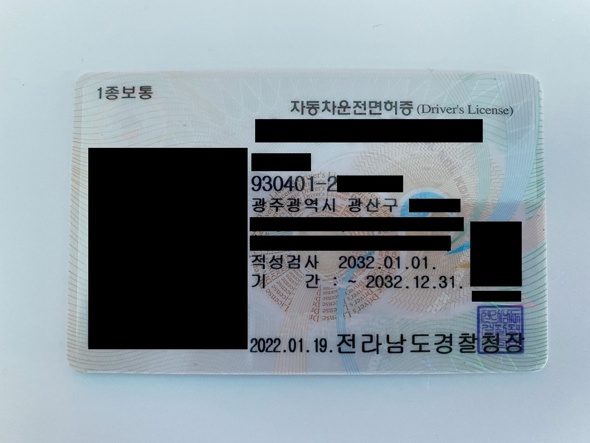 1종보통
자동차운전면허증 (Driver's License)
930401-2
광주광역시 광산구
적성검사 2032.01.01.
기 간 : ~ 2032.12.31.
2022.01.19. 전라남도경찰청장